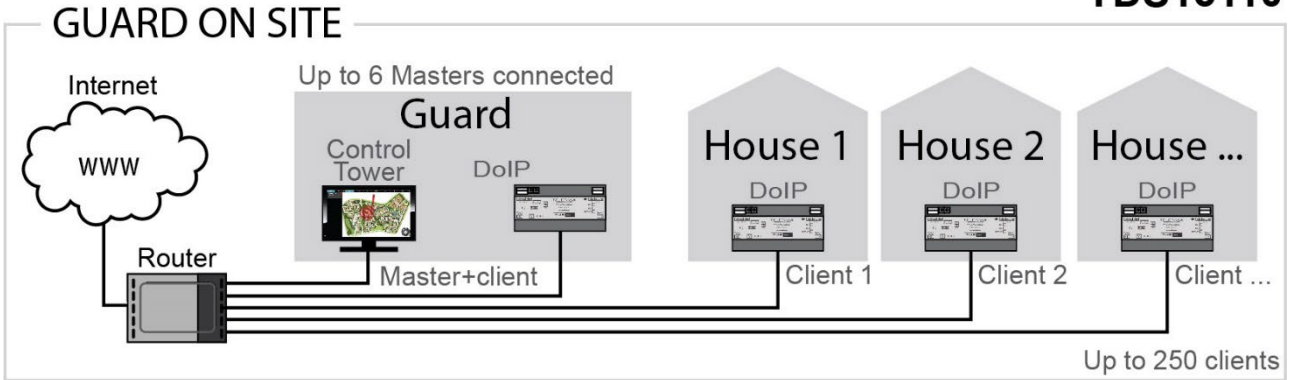 GUARD ON SITE
Internet
www
Router
Up to 6 Masters connected
Guard
Control
Tower
DoIP
Master+client
House 1
DoIP
Client 1
House 2
DoIP
Client 2
House ...
DoIP
Client ...
Up to 250 clients